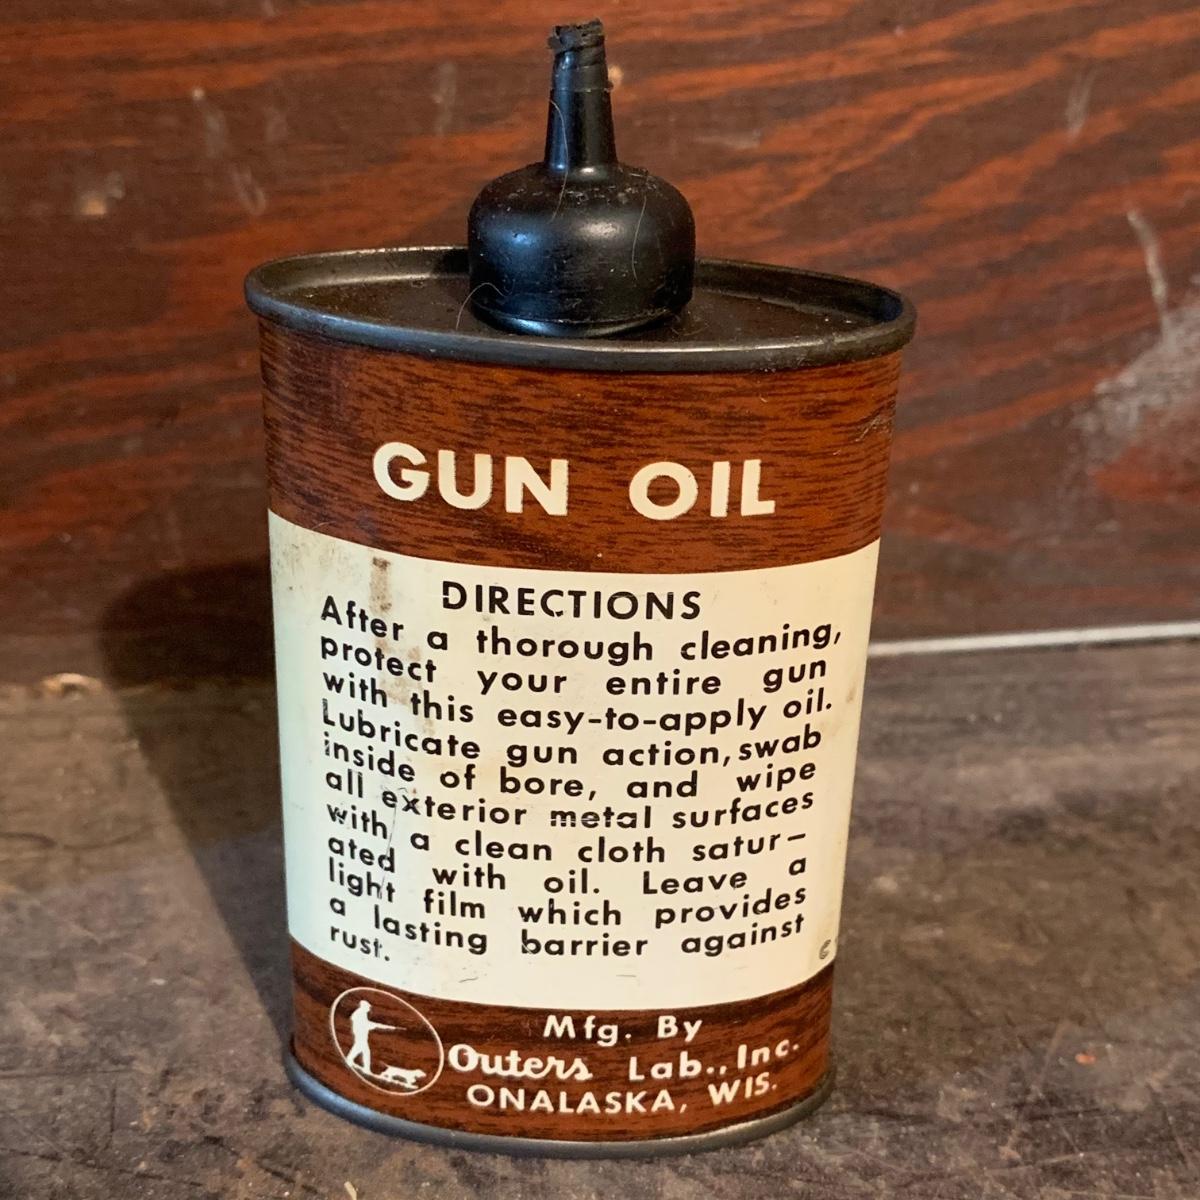 GUN OIL
DIRECTIONS
After a thorough cleaning,
protect your entire gun
with this easy-to-apply oil.
Lubricate gun action, swab
inside of bore, and wipe
all exterior metal surfaces
with a clean cloth satur-
ated with oil. Leave a
light film which provides
a lasting barrier against
rust.
Mfg. By
Outers Lab., Inc.
ONALASKA, WIS.